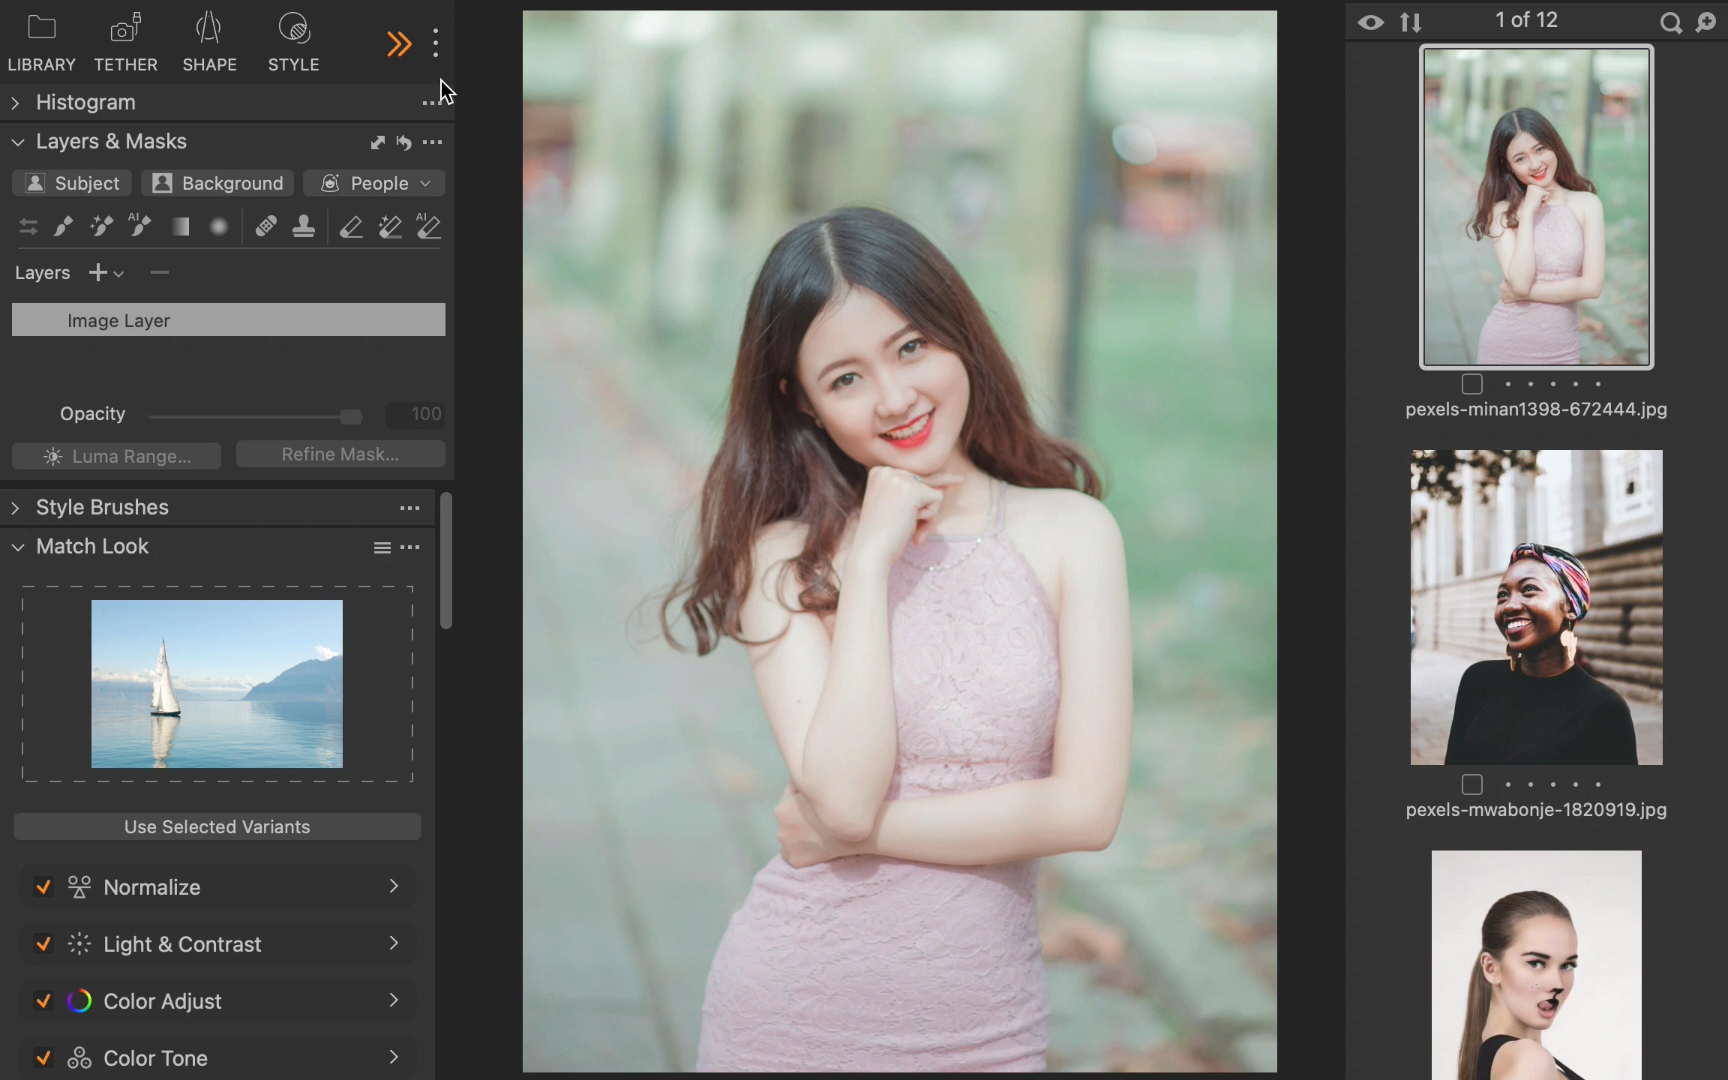 LIBRARY
TETHER
SHAPE
STYLE
Histogram
Layers & Masks
Subject
Background
People
AI
AI
Layers
Image Layer
Opacity
100
Luma Range...
Refine Mask...
Style Brushes
Match Look
Use Selected Variants
Normalize
Light & Contrast
Color Adjust
Color Tone
1 of 12
pexels-minan1398-672444.jpg
pexels-mwabonje-1820919.jpg